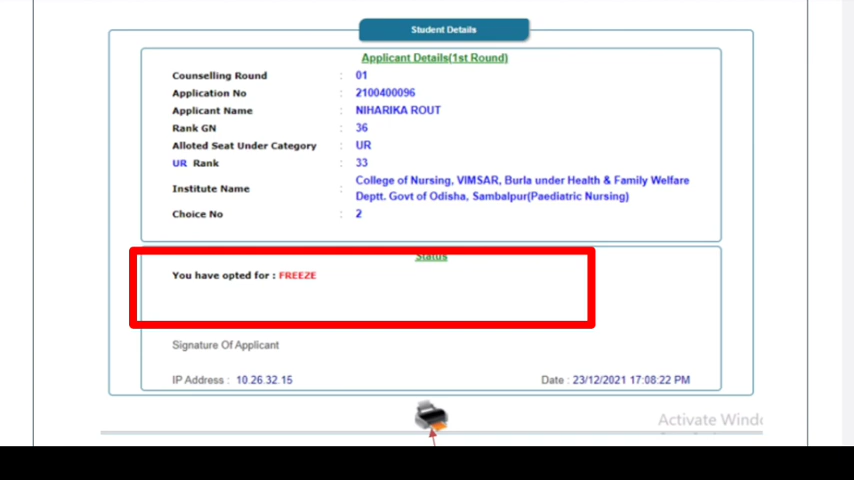 Student Details
Applicant Details(1st Round)
Counselling Round : 01
Application No : 2100400096
Applicant Name : NIHARIKA ROUT
Rank GN : 36
Alloted Seat Under Category : UR
UR Rank : 33
Institute Name : College of Nursing, VIMSAR, Burla under Health & Family Welfare
Deptt. Govt of Odisha, Sambalpur(Paediatric Nursing)
Choice No : 2
Status
You have opted for : FREEZE
Signature Of Applicant
IP Address : 10.26.32.15 Date : 23/12/2021 17:08:22 PM
Activate